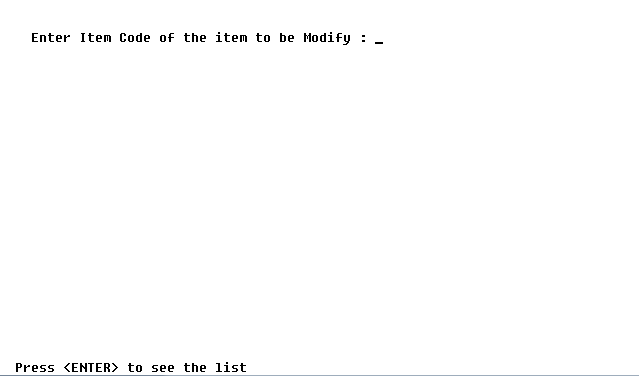 Enter Item Code of the item to be Modify : _
Press <ENTER> to see the list